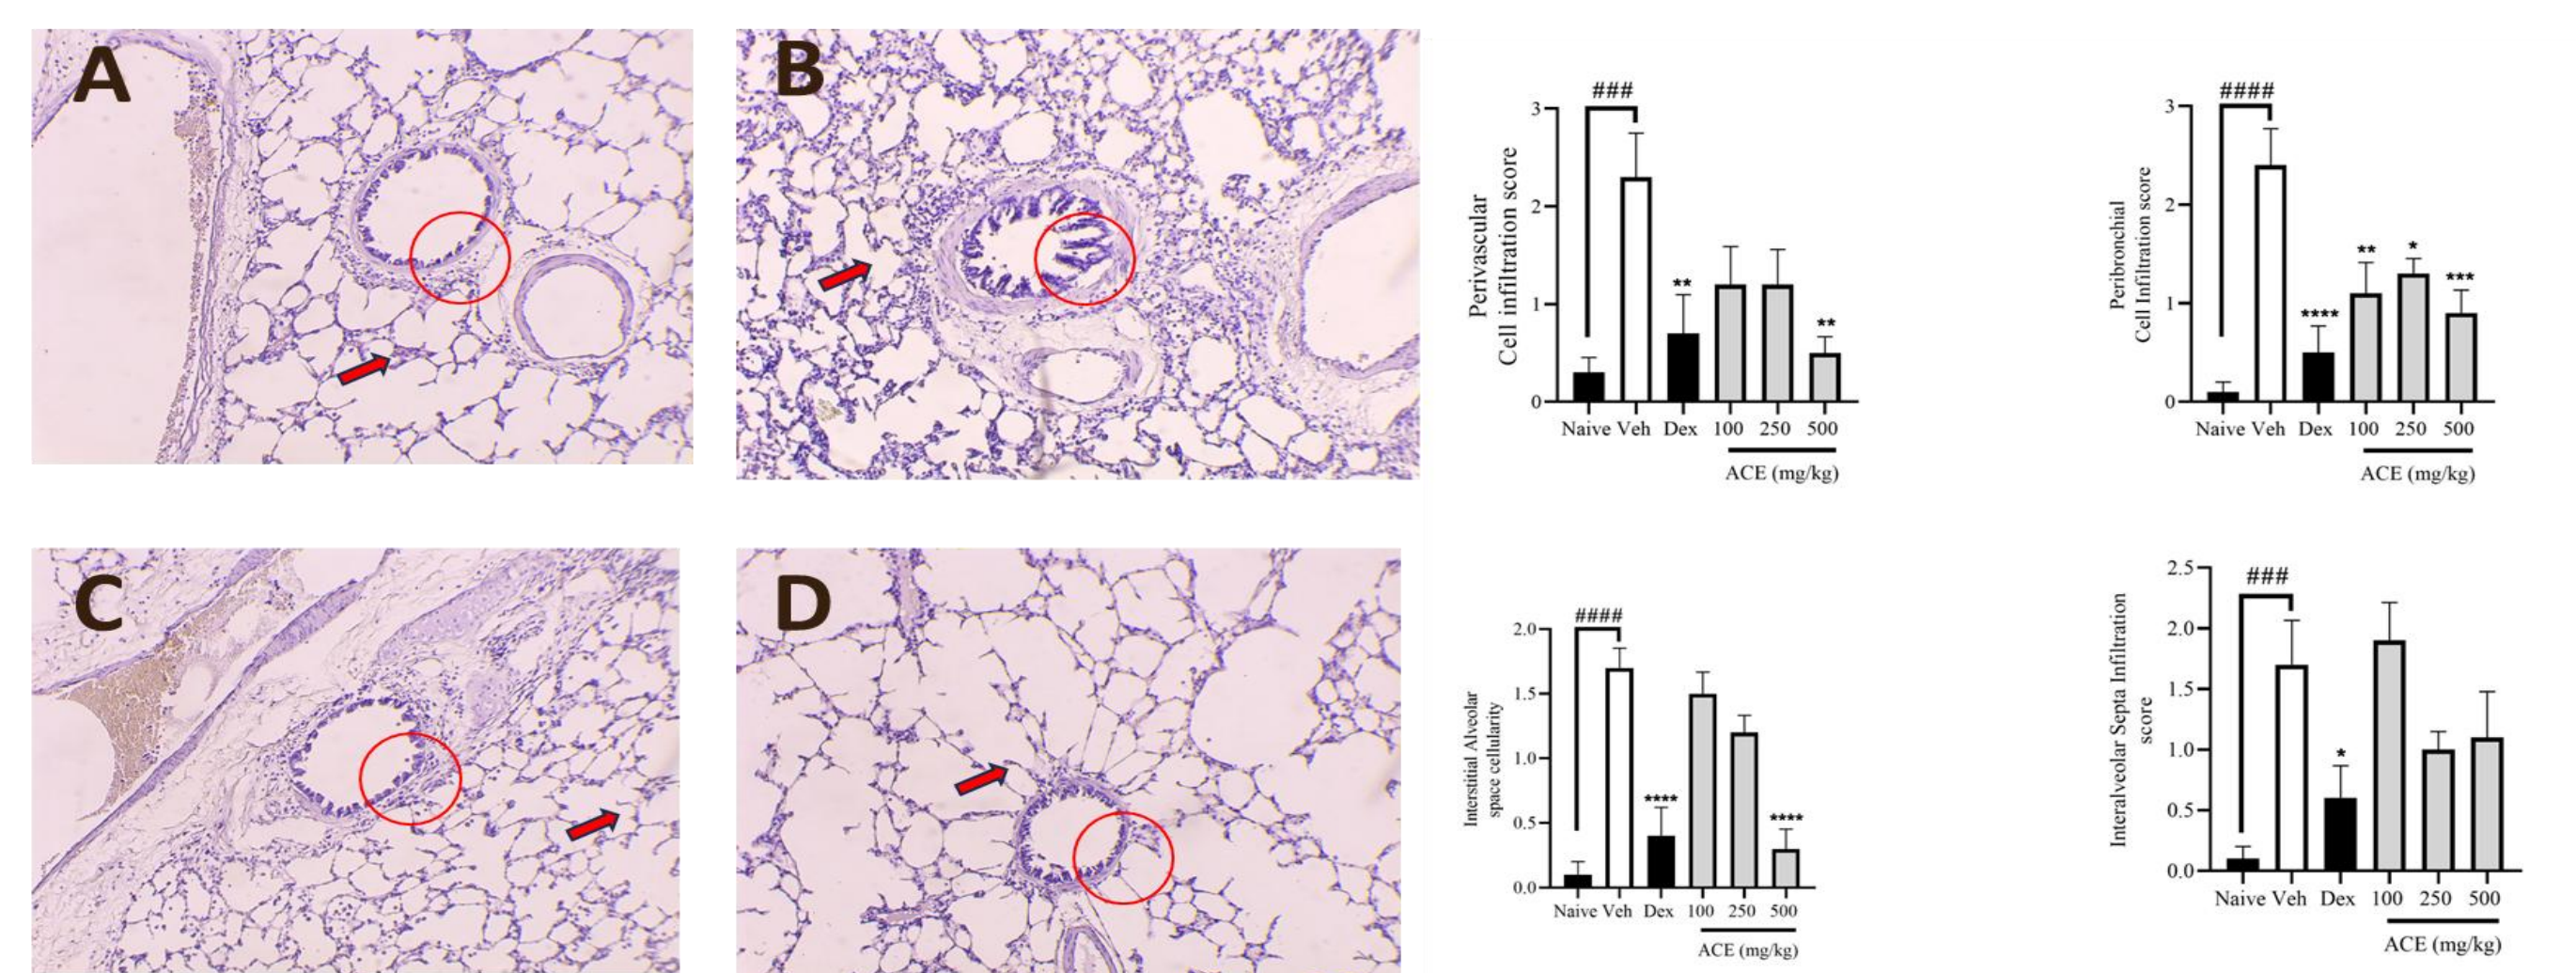 A
B
C
D
###
Perivascular
Cell infiltration score
3
2
1
0
**
**
Naive Veh Dex 100 250 500
ACE (mg/kg)
####
Peribronchial
Cell Infiltration score
3
2
1
0
****
**
*
***
Naive Veh Dex 100 250 500
ACE (mg/kg)
####
Interstitial Alveolar
space cellularity
2.0
1.5
1.0
0.5
0.0
****
****
Naive Veh Dex 100 250 500
ACE (mg/kg)
###
Interalveolar Septa Infiltration
score
2.5
2.0
1.5
1.0
0.5
0.0
*
Naive Veh Dex 100 250 500
ACE (mg/kg)